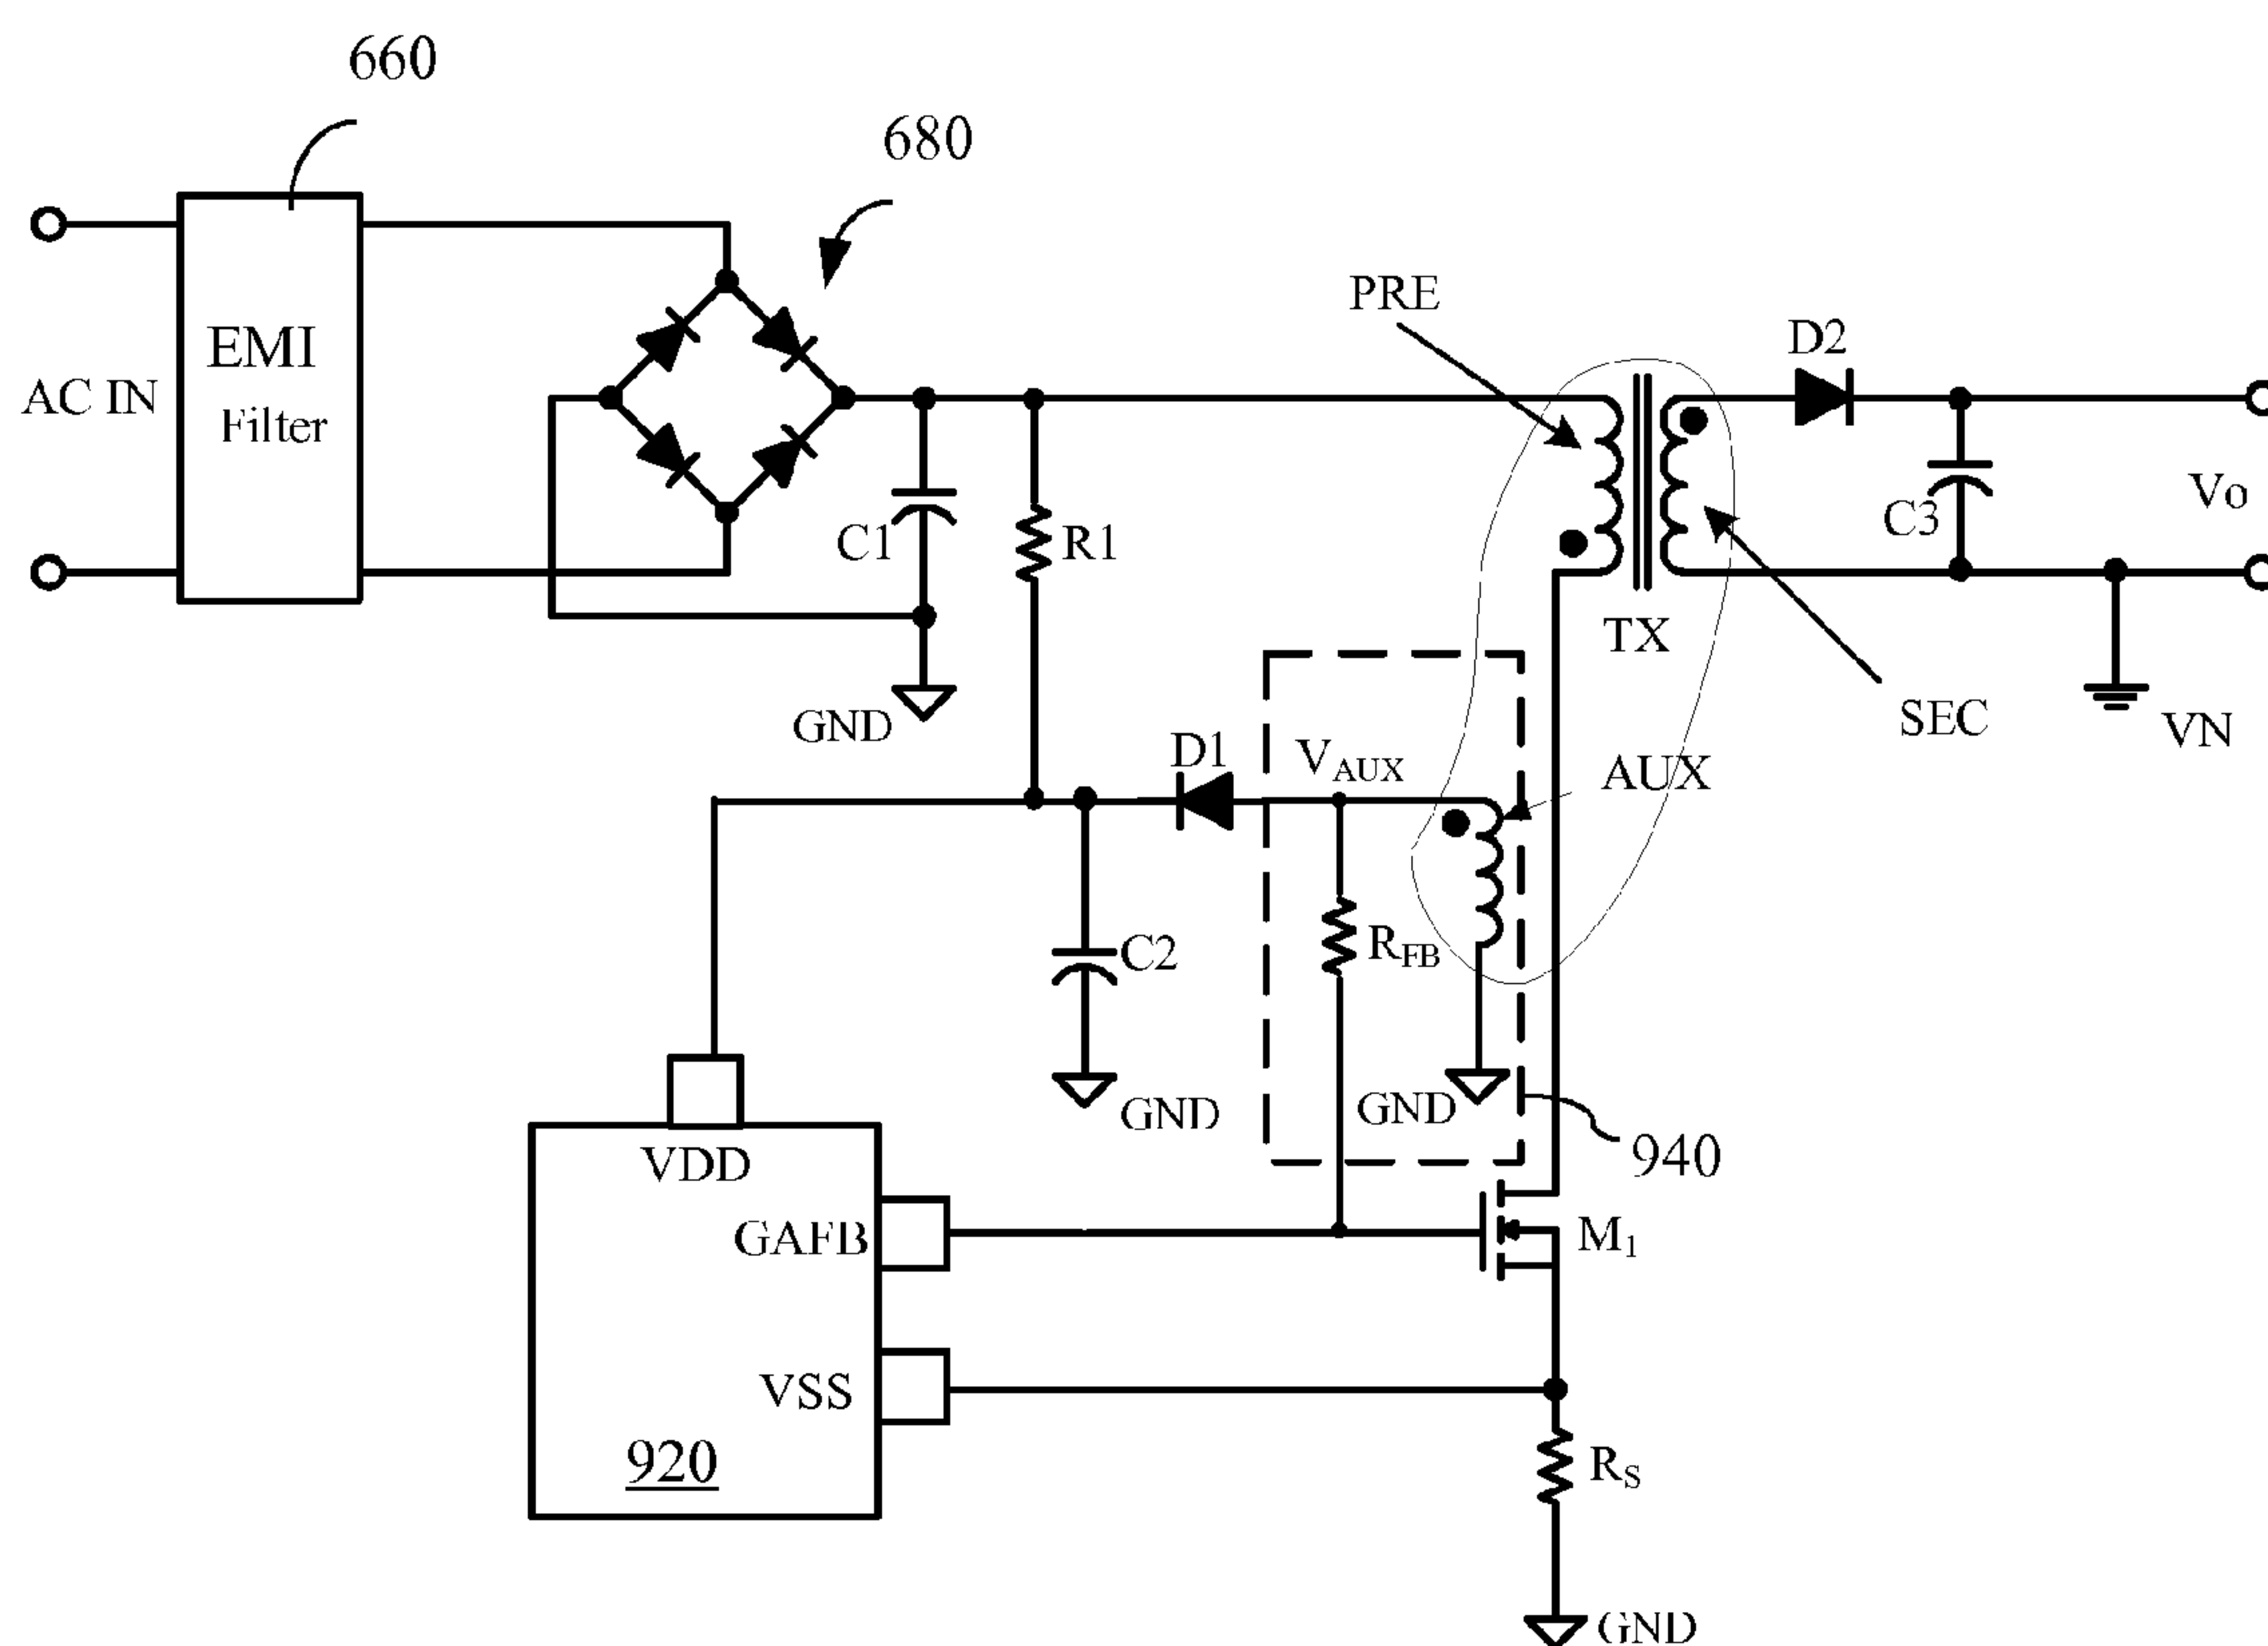 660
680
PRE
D2
EMI
Filter
AC IN
Vo
C3
C1
R1
TX
SEC
VN
GND
D1
VAUX
AUX
RFB
C2
GND
GND
940
VDD
GAFB
M1
VSS
920
RS
GND